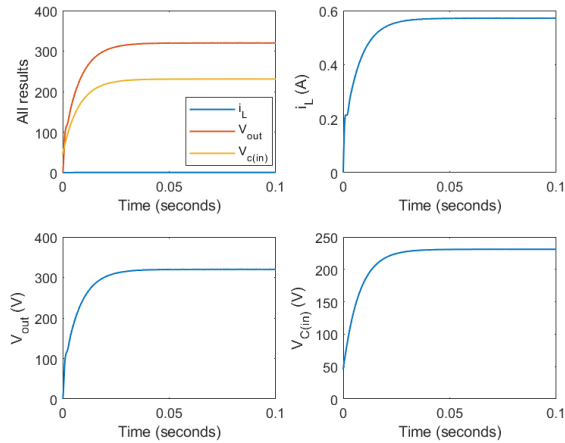 400
300
200
100
0
All results
i_L
V_out
V_c(in)
0 0.05 0.1
Time (seconds)
0.6
0.4
0.2
0
i_L (A)
0 0.05 0.1
Time (seconds)
400
300
200
100
0
V_out (V)
0 0.05 0.1
Time (seconds)
250
200
150
100
50
0
V_C(in) (V)
0 0.05 0.1
Time (seconds)